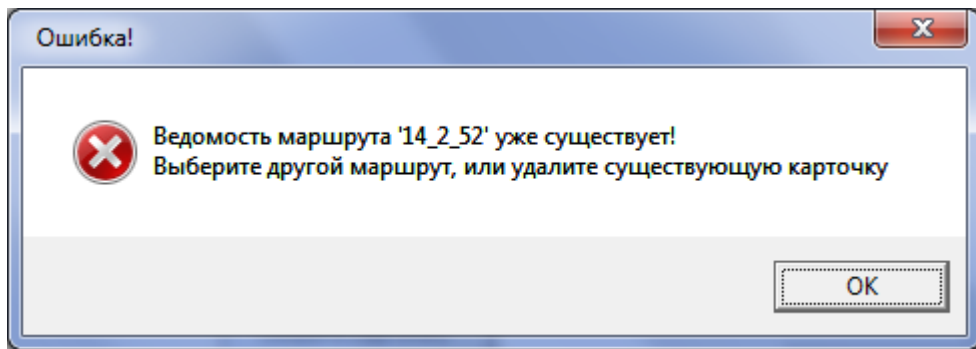 Ошибка!
Ведомость маршрута '14_2_52' уже существует!
Выберите другой маршрут, или удалите существующую карточку
OK